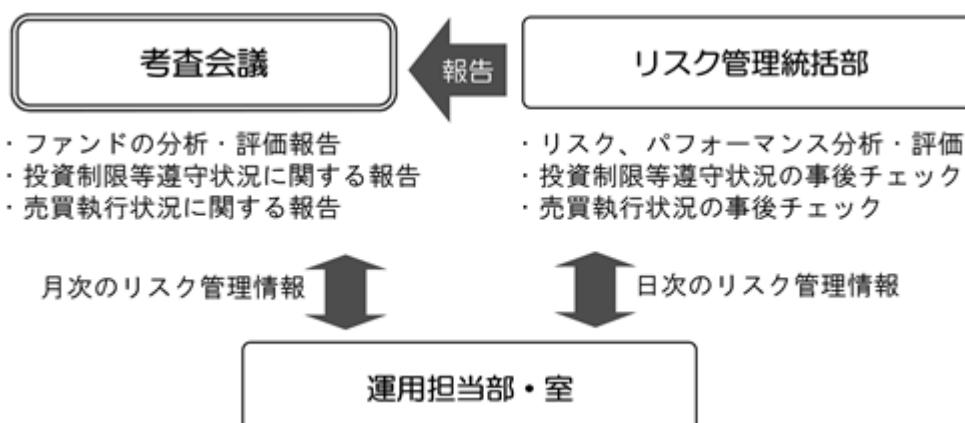 考査会議
報告
リスク管理統括部
・ファンドの分析・評価報告
・投資制限等遵守状況に関する報告
・売買執行状況に関する報告
・リスク、パフォーマンス分析・評価
・投資制限等遵守状況の事後チェック
・売買執行状況の事後チェック
月次のリスク管理情報
日次のリスク管理情報
運用担当部・室